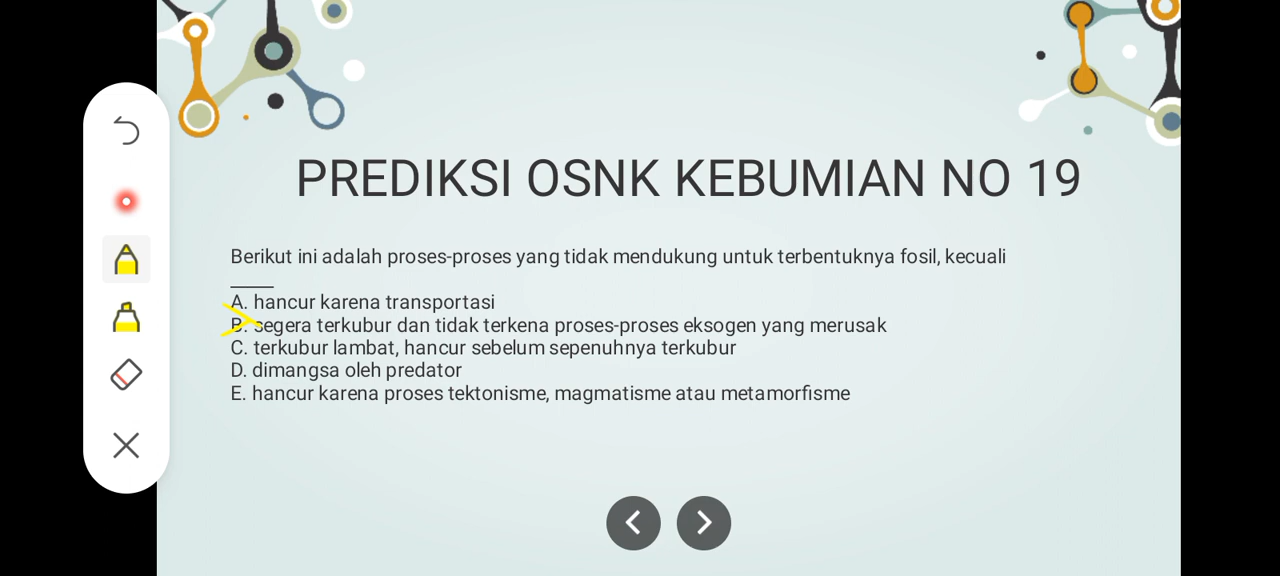 PREDIKSI OSNK KEBUMIAN NO 19
Berikut ini adalah proses-proses yang tidak mendukung untuk terbentuknya fosil, kecuali
____
A. hancur karena transportasi
B. segera terkubur dan tidak terkena proses-proses eksogen yang merusak
C. terkubur lambat, hancur sebelum sepenuhnya terkubur
D. dimangsa oleh predator
E. hancur karena proses tektonisme, magmatisme atau metamorfisme